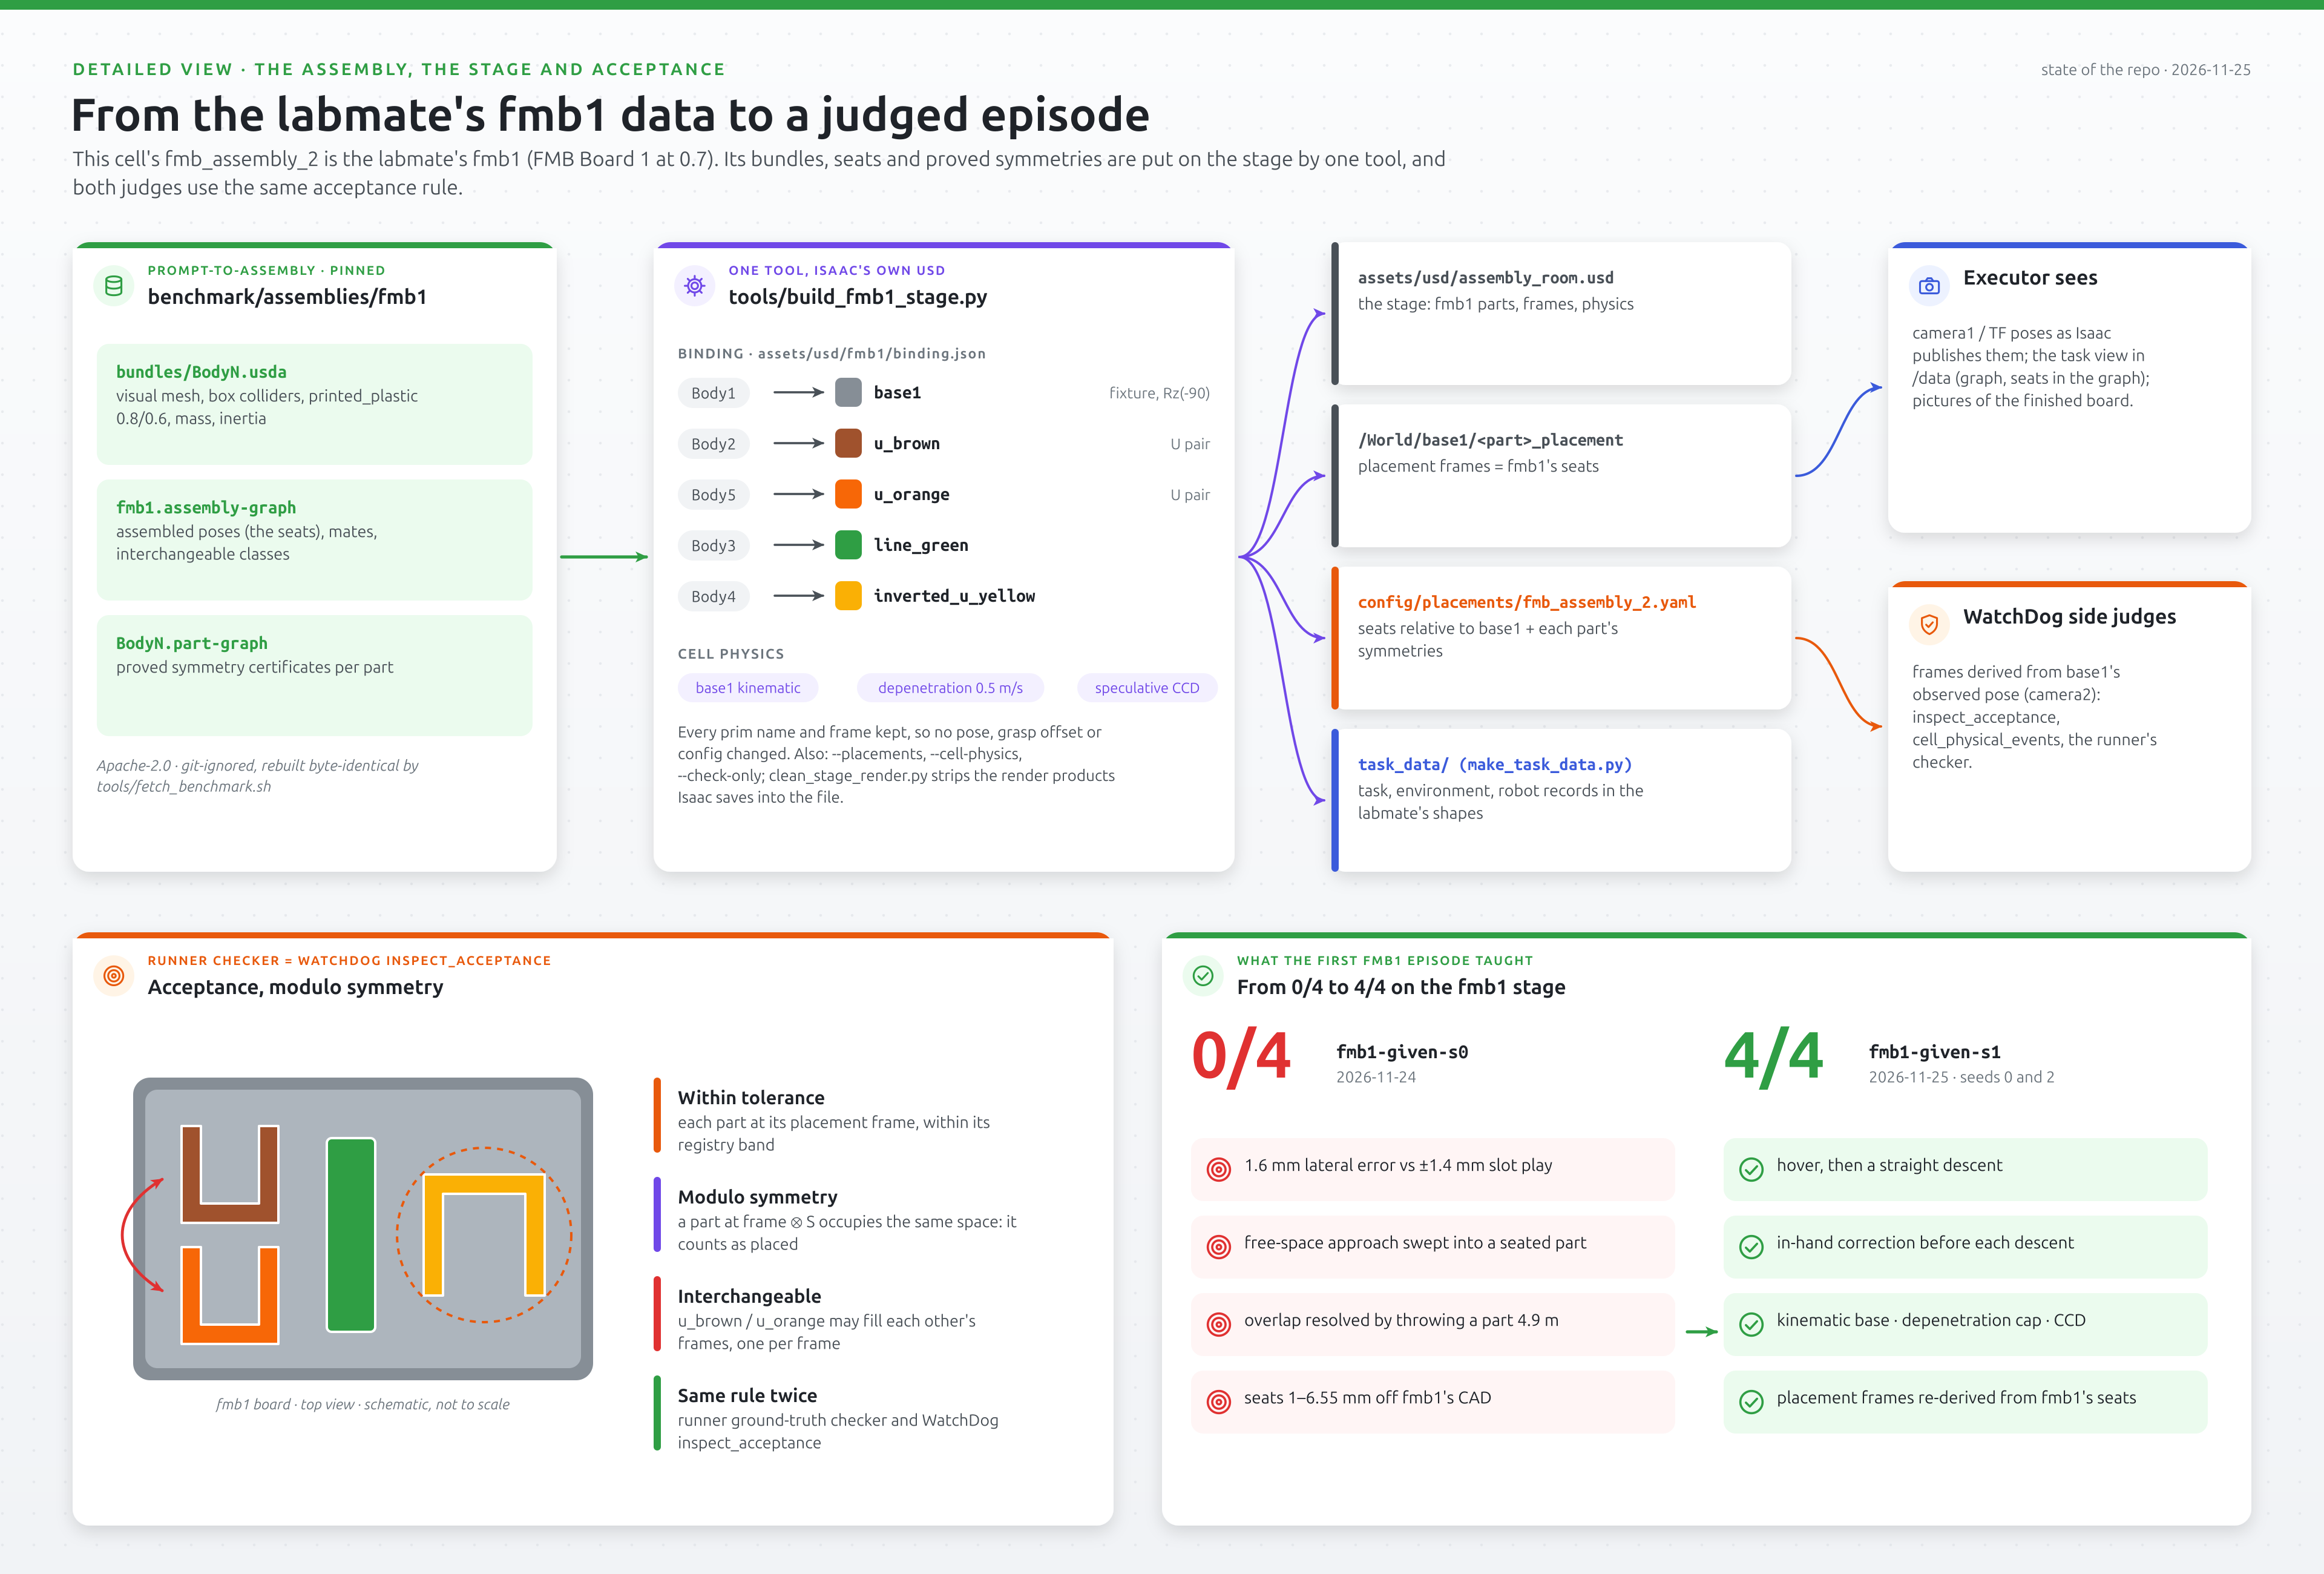 DETAILED VIEW · THE ASSEMBLY, THE STAGE AND ACCEPTANCE
state of the repo · 2026-11-25
From the labmate's fmb1 data to a judged episode
This cell's fmb_assembly_2 is the labmate's fmb1 (FMB Board 1 at 0.7). Its bundles, seats and proved symmetries are put on the stage by one tool, and
both judges use the same acceptance rule.
PROMPT-TO-ASSEMBLY · PINNED
benchmark/assemblies/fmb1
bundles/BodyN.usda
visual mesh, box colliders, printed_plastic
0.8/0.6, mass, inertia
fmb1.assembly-graph
assembled poses (the seats), mates,
interchangeable classes
BodyN.part-graph
proved symmetry certificates per part
Apache-2.0 · git-ignored, rebuilt byte-identical by
tools/fetch_benchmark.sh
ONE TOOL, ISAAC'S OWN USD
tools/build_fmb1_stage.py
BINDING · assets/usd/fmb1/binding.json
Body1 base1 fixture, Rz(-90)
Body2 u_brown U pair
Body5 u_orange U pair
Body3 line_green
Body4 inverted_u_yellow
CELL PHYSICS
base1 kinematic depenetration 0.5 m/s speculative CCD
Every prim name and frame kept, so no pose, grasp offset or
config changed. Also: --placements, --cell-physics,
--check-only; clean_stage_render.py strips the render products
Isaac saves into the file.
assets/usd/assembly_room.usd
the stage: fmb1 parts, frames, physics
/World/base1/<part>_placement
placement frames = fmb1's seats
config/placements/fmb_assembly_2.yaml
seats relative to base1 + each part's
symmetries
task_data/ (make_task_data.py)
task, environment, robot records in the
labmate's shapes
Executor sees
camera1 / TF poses as Isaac
publishes them; the task view in
/data (graph, seats in the graph);
pictures of the finished board.
WatchDog side judges
frames derived from base1's
observed pose (camera2):
inspect_acceptance,
cell_physical_events, the runner's
checker.
RUNNER CHECKER = WATCHDOG INSPECT_ACCEPTANCE
Acceptance, modulo symmetry
fmb1 board · top view · schematic, not to scale
Within tolerance
each part at its placement frame, within its
registry band
Modulo symmetry
a part at frame ⊗ S occupies the same space: it
counts as placed
Interchangeable
u_brown / u_orange may fill each other's
frames, one per frame
Same rule twice
runner ground-truth checker and WatchDog
inspect_acceptance
WHAT THE FIRST FMB1 EPISODE TAUGHT
From 0/4 to 4/4 on the fmb1 stage
0/4
fmb1-given-s0
2026-11-24
1.6 mm lateral error vs ±1.4 mm slot play
free-space approach swept into a seated part
overlap resolved by throwing a part 4.9 m
seats 1–6.55 mm off fmb1's CAD
4/4
fmb1-given-s1
2026-11-25 · seeds 0 and 2
hover, then a straight descent
in-hand correction before each descent
kinematic base · depenetration cap · CCD
placement frames re-derived from fmb1's seats